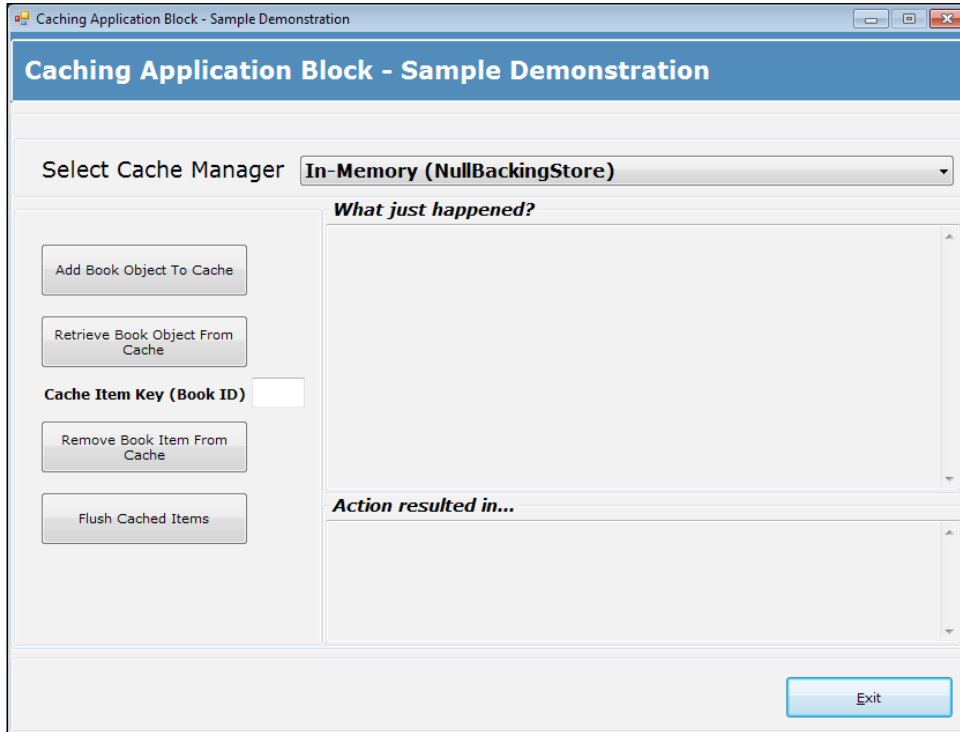 Caching Application Block - Sample Demonstration
Caching Application Block - Sample Demonstration
Select Cache Manager
In-Memory (NullBackingStore)
What just happened?
Add Book Object To Cache
Retrieve Book Object From
Cache
Cache Item Key (Book ID)
Remove Book Item From
Cache
Flush Cached Items
Action resulted in...
Exit